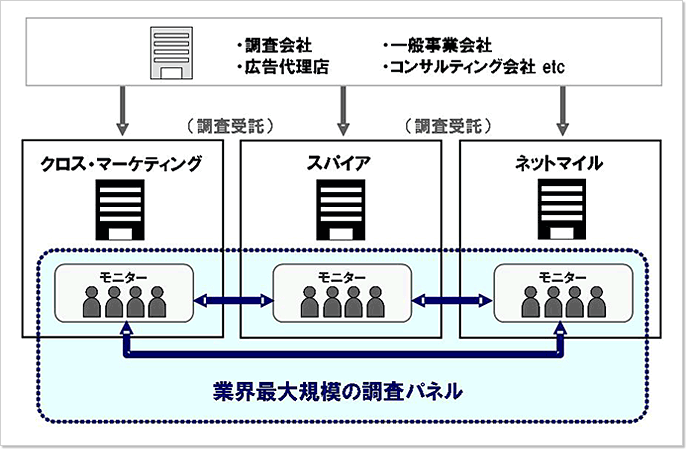 ・調査会社 ・一般事業会社
・広告代理店 ・コンサルティング会社 etc
（調査受託） （調査受託）
クロス・マーケティング スパイア ネットマイル
モニター モニター モニター
業界最大規模の調査パネル